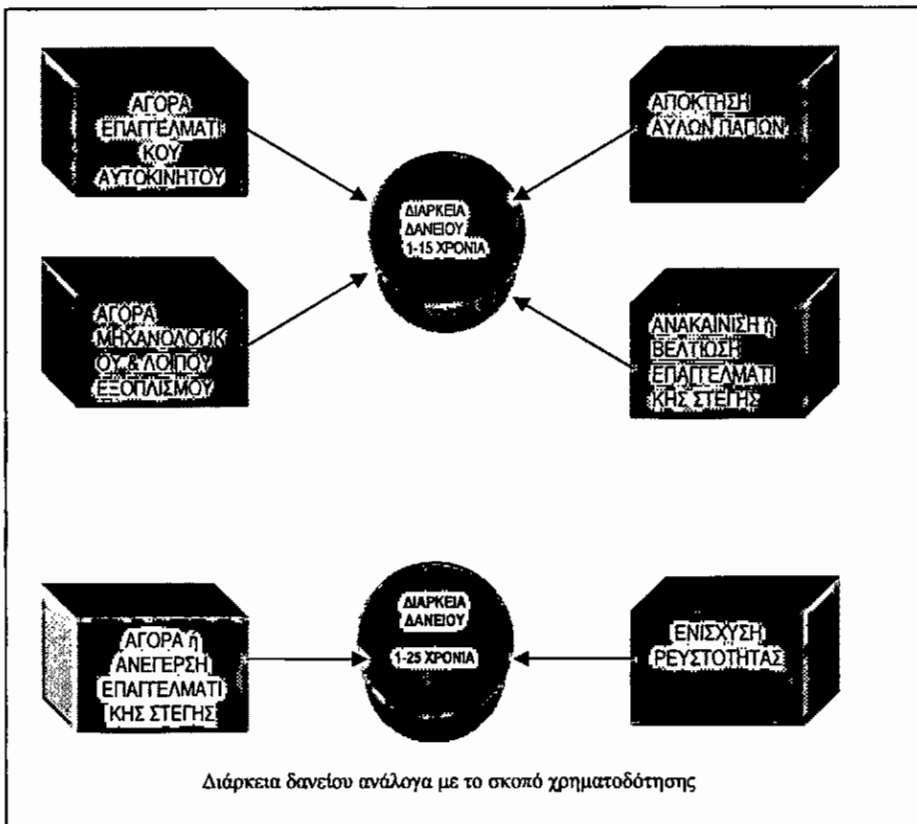 ΑΓΟΡΑ
ΕΠΑΓΓΕΛΜΑΤΙ
ΚΟΥ
ΑΥΤΟΚΙΝΗΤΟΥ
ΑΠΟΚΤΗΣΗ
ΑΥΛΩΝ ΠΑΓΙΩΝ
ΔΙΑΡΚΕΙΑ
ΔΑΝΕΙΟΥ
1-15 ΧΡΟΝΙΑ
ΑΓΟΡΑ
ΜΗΧΑΝΟΛΟΓΙΚ
ΟΥ & ΛΟΙΠΟΥ
ΕΞΟΠΛΙΣΜΟΥ
ΑΝΑΚΑΙΝΙΣΗ ή
ΒΕΛΤΙΩΣΗ
ΕΠΑΓΓΕΛΜΑΤΙ
ΚΗΣ ΣΤΕΓΗΣ
ΑΓΟΡΑ ή
ΑΝΕΓΕΡΣΗ
ΕΠΑΓΓΕΛΜΑΤΙ
ΚΗΣ ΣΤΕΓΗΣ
ΔΙΑΡΚΕΙΑ
ΔΑΝΕΙΟΥ
1-25 ΧΡΟΝΙΑ
ΕΝΙΣΧΥΣΗ
ΡΕΥΣΤΟΤΗΤΑΣ
Διάρκεια δανείου ανάλογα με το σκοπό χρηματοδότησης